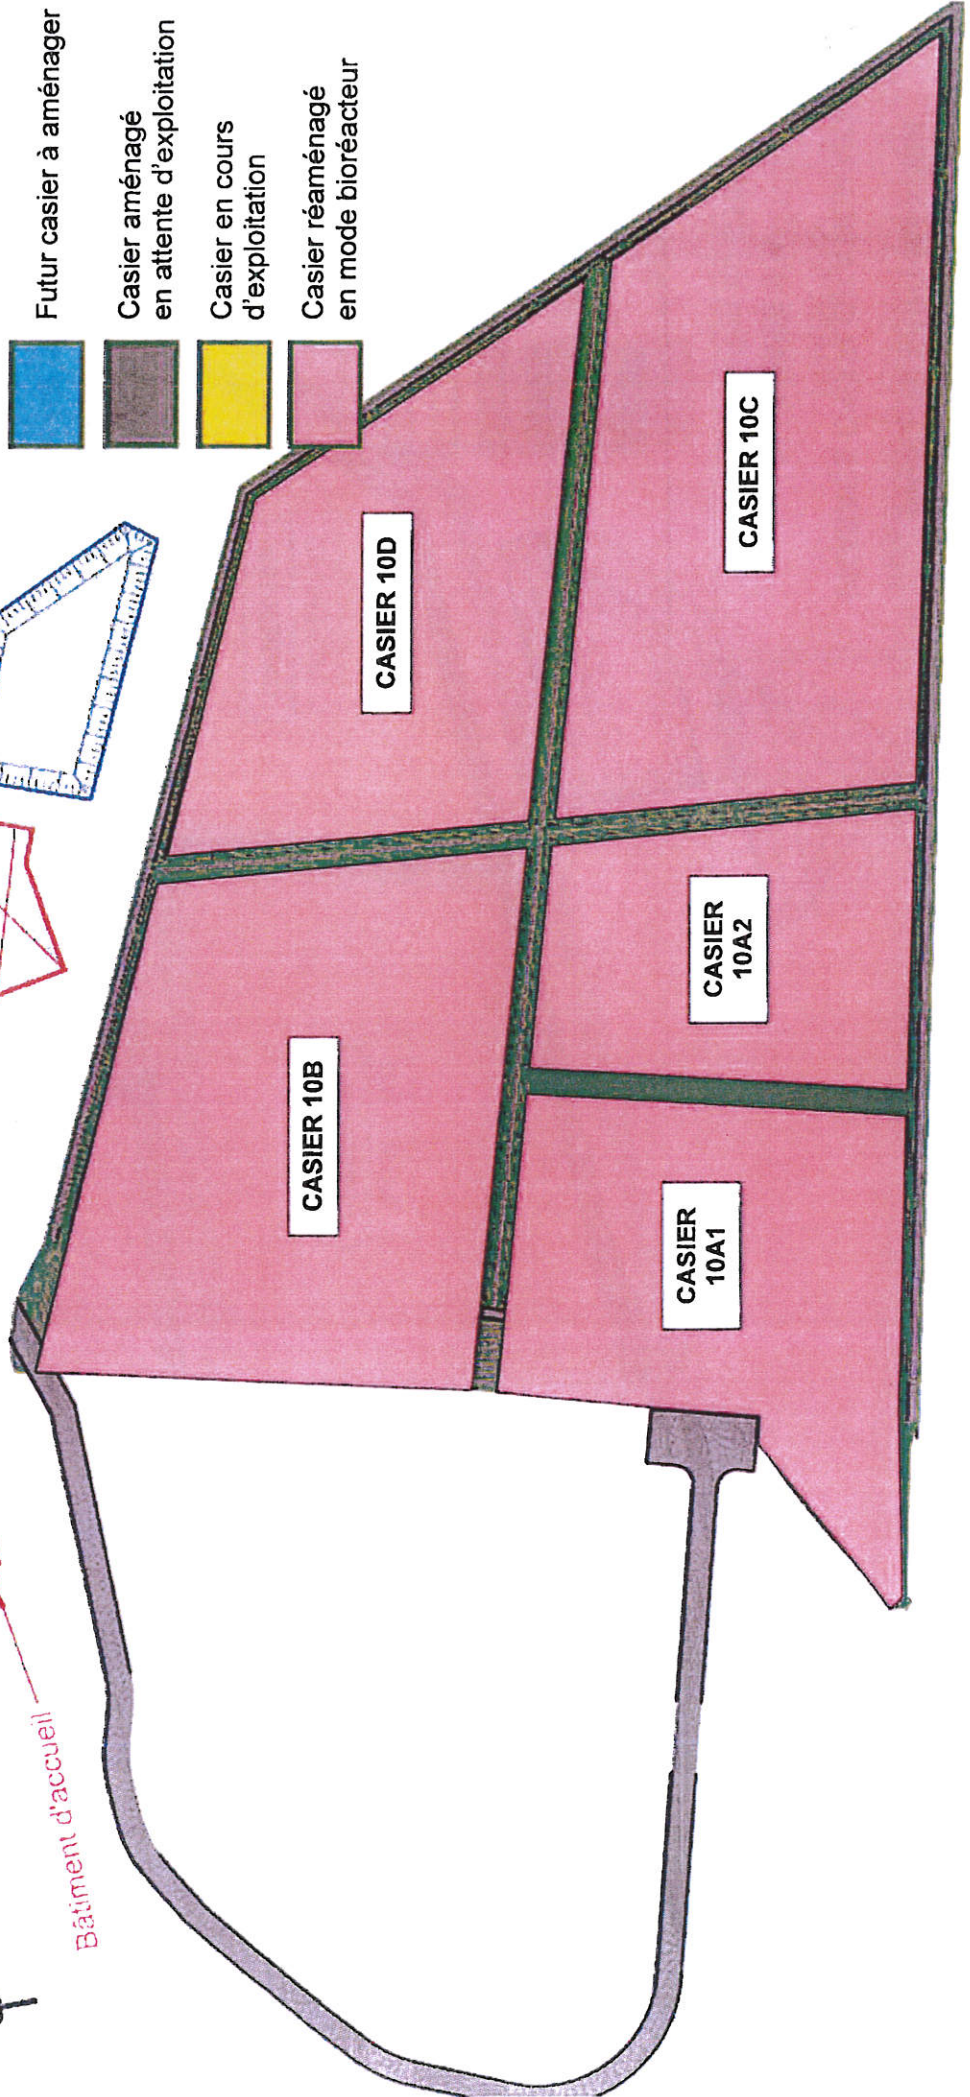 Futur casier à aménager
Casier aménagé
en attente d'exploitation
Casier en cours
d'exploitation
Casier réaménagé
en mode bioréacteur
Bâtiment d'accueil
CASIER 10B
CASIER 10D
CASIER
10A1
CASIER
10A2
CASIER 10C